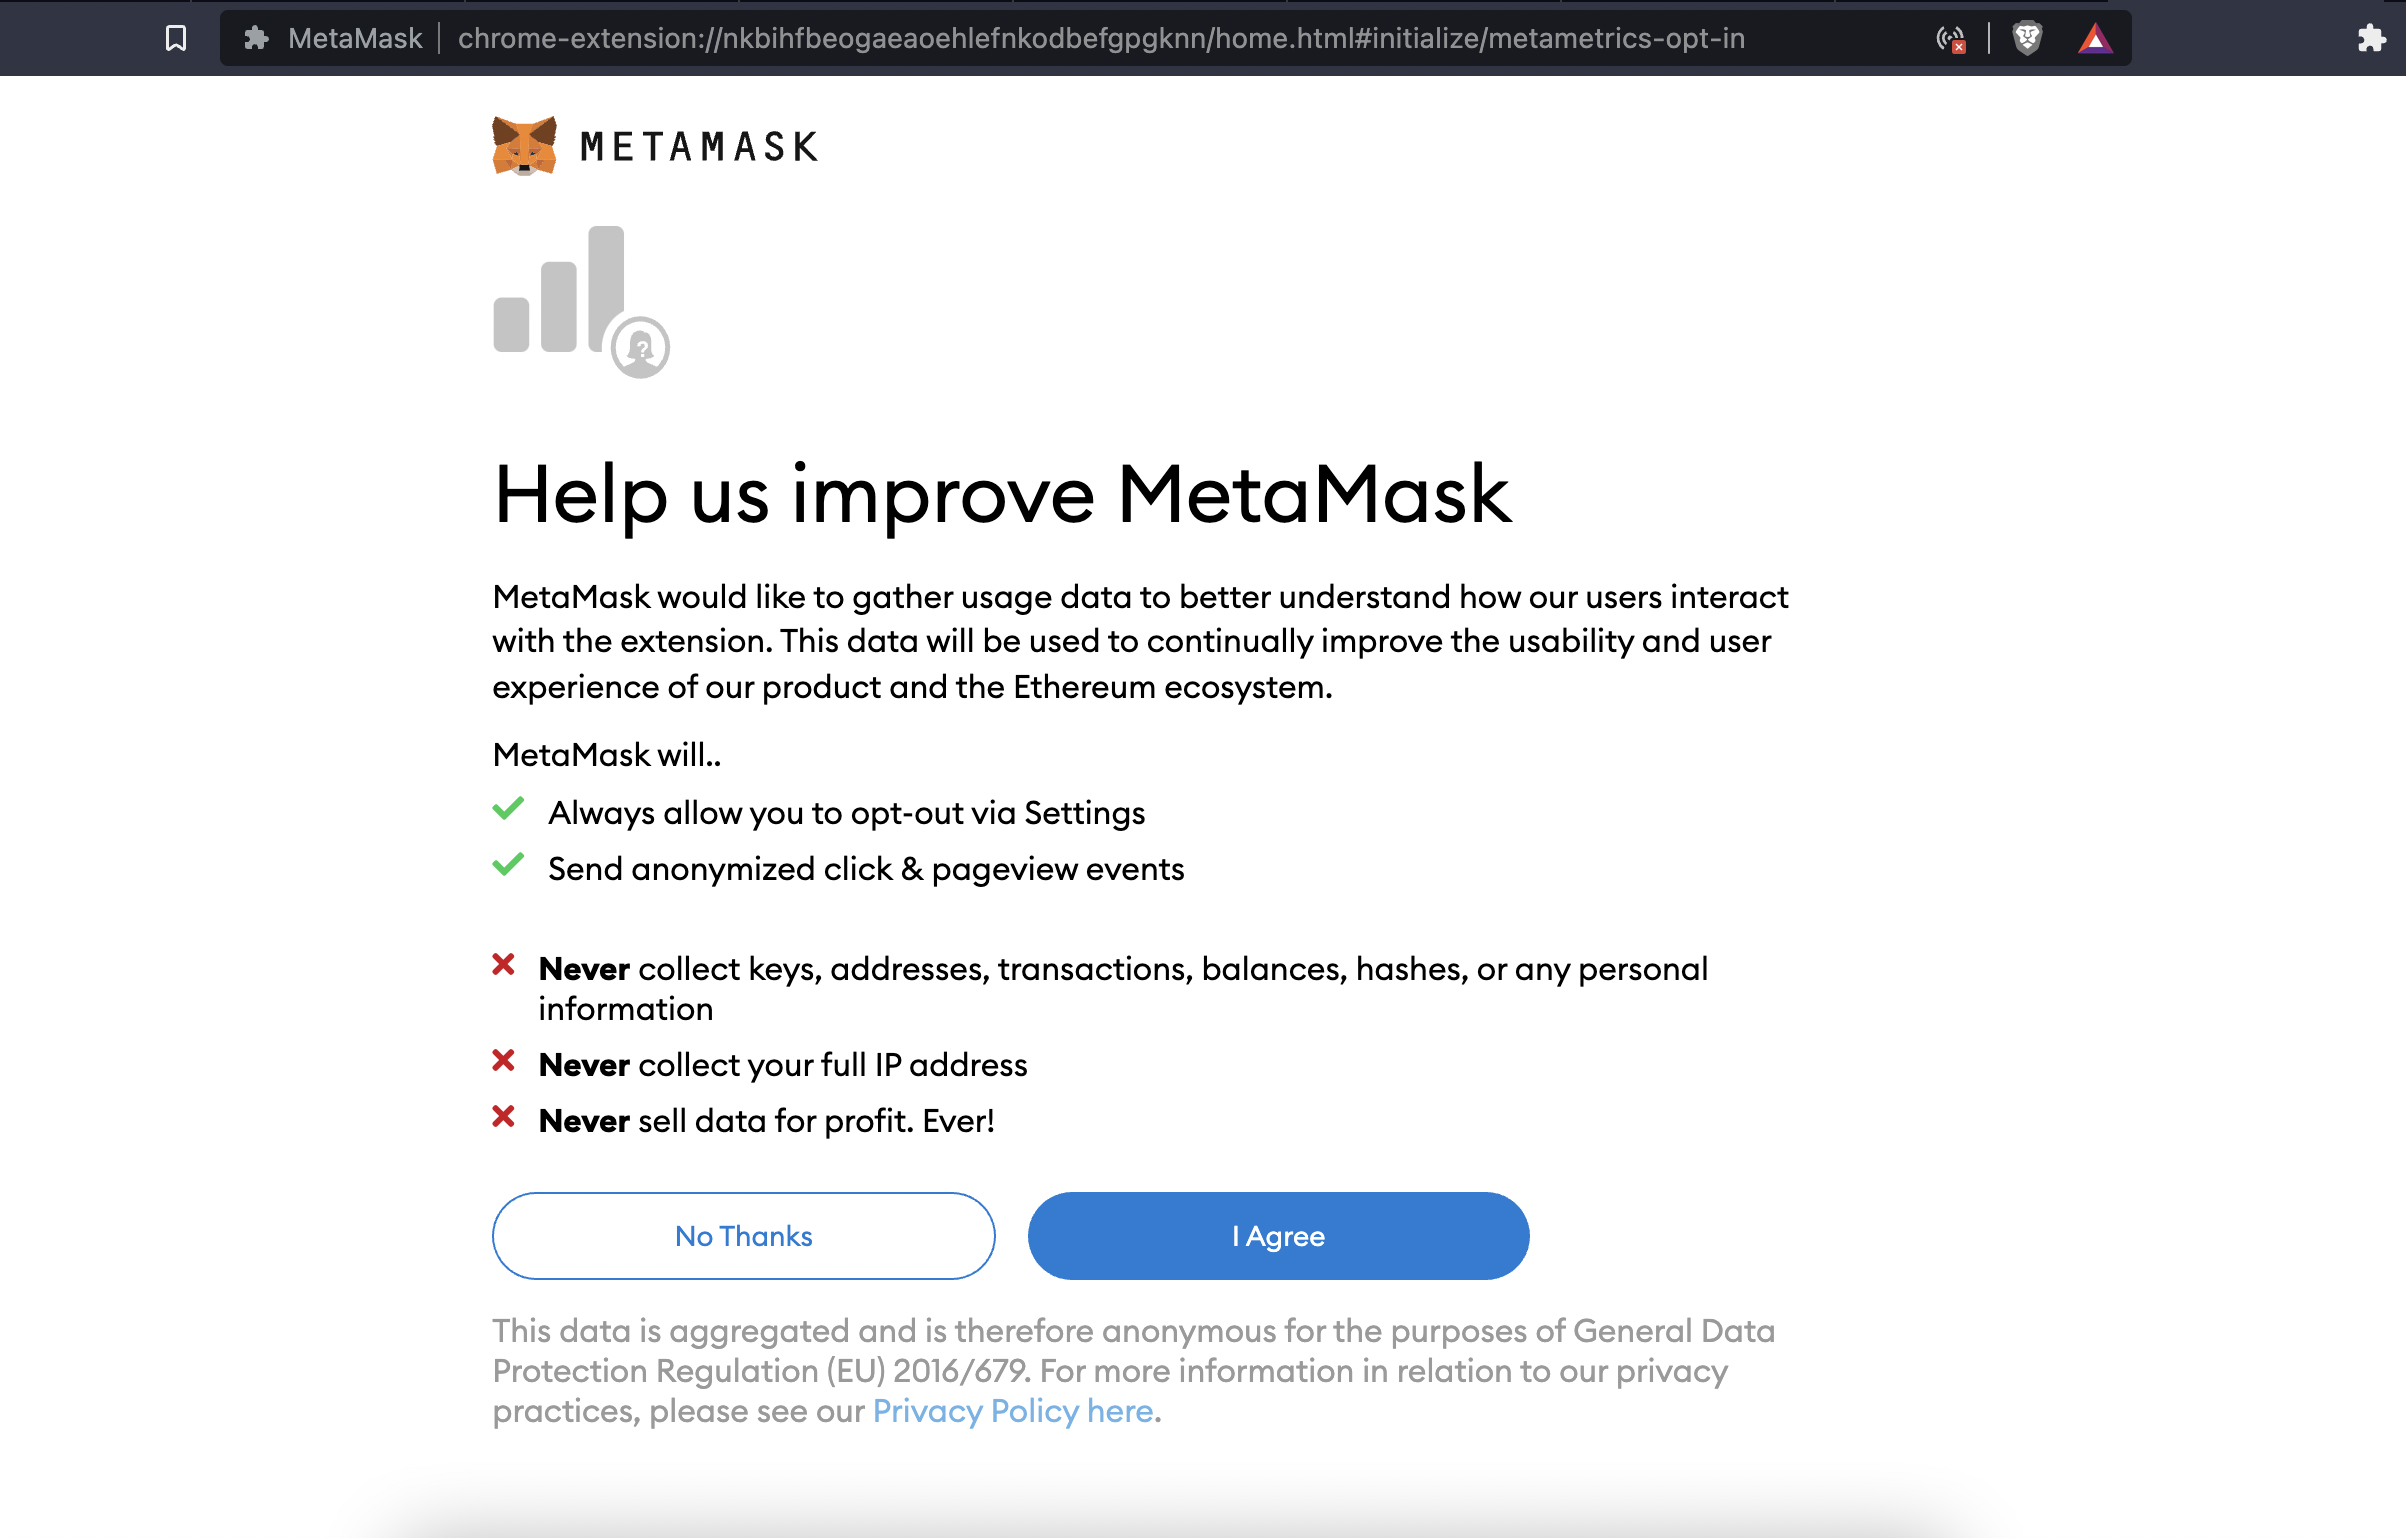 MetaMask chrome-extension://nkbihfbeogaeaoehlefnkodbefgpgknn/home.html#initialize/metametrics-opt-in
METAMASK
?
Help us improve MetaMask
MetaMask would like to gather usage data to better understand how our users interact
with the extension. This data will be used to continually improve the usability and user
experience of our product and the Ethereum ecosystem.
MetaMask will..
Always allow you to opt-out via Settings
Send anonymized click & pageview events
Never collect keys, addresses, transactions, balances, hashes, or any personal
information
Never collect your full IP address
Never sell data for profit. Ever!
No Thanks
I Agree
This data is aggregated and is therefore anonymous for the purposes of General Data
Protection Regulation (EU) 2016/679. For more information in relation to our privacy
practices, please see our Privacy Policy here.